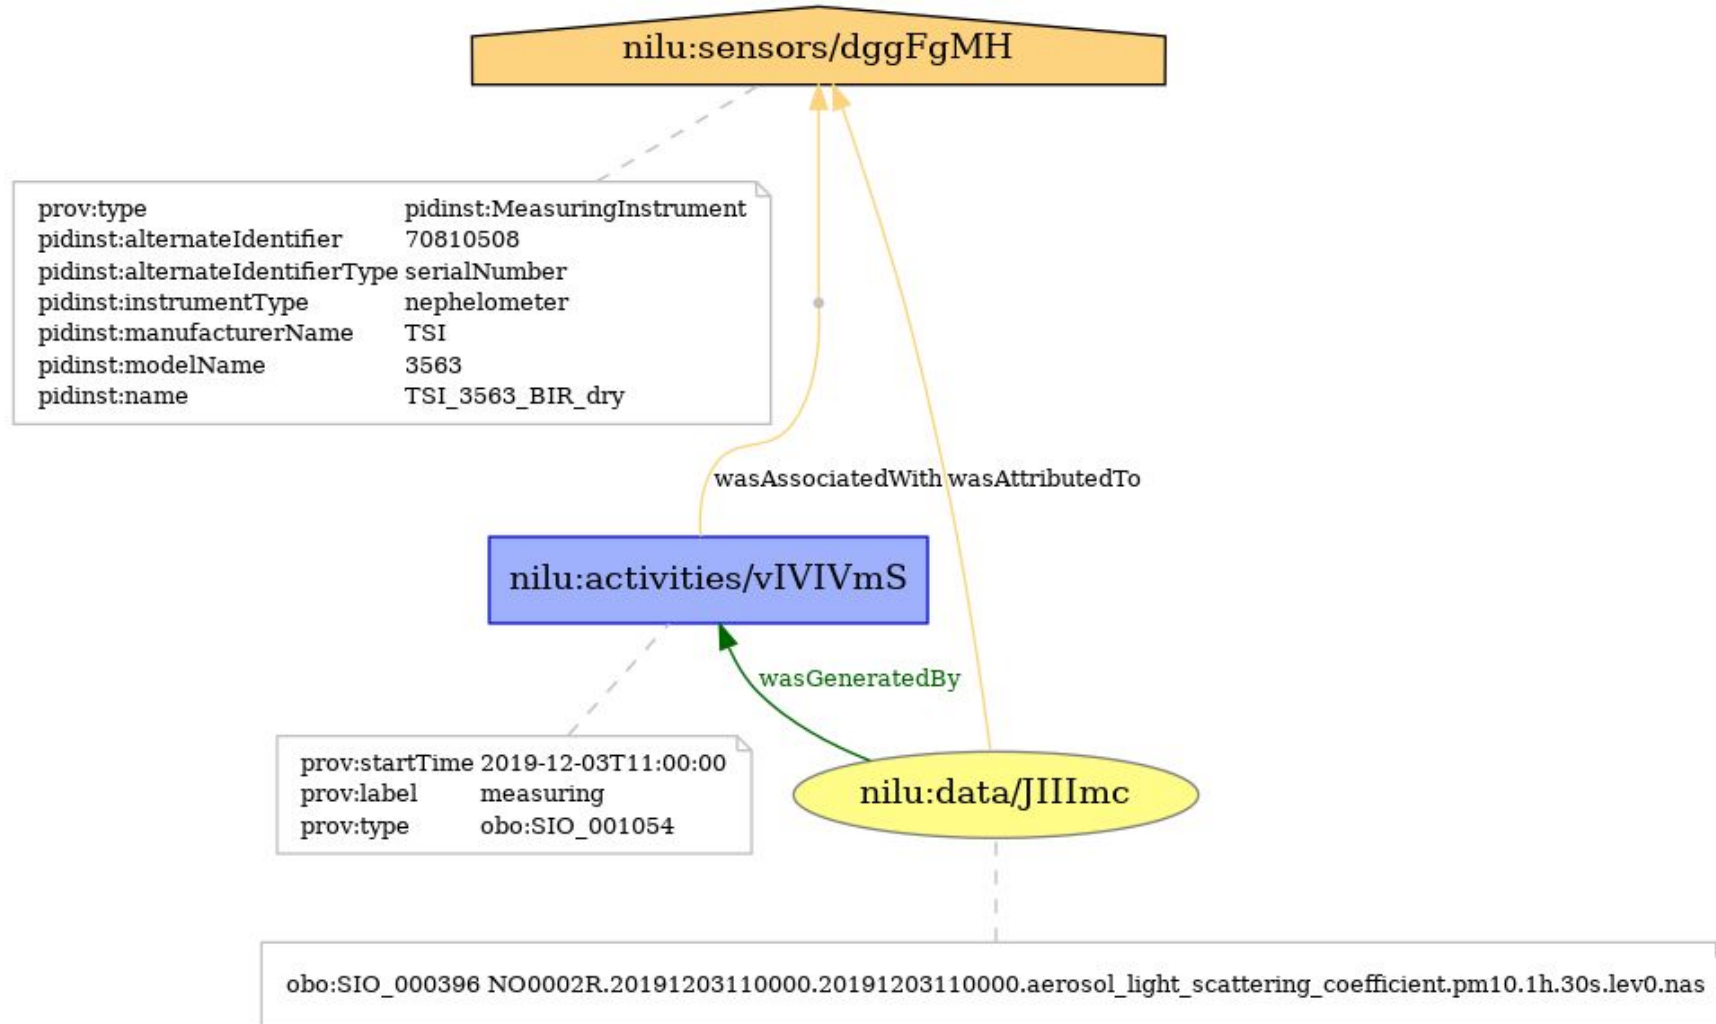 nilu:sensors/dggFgMH
prov:type pidinst:MeasuringInstrument
pidinst:alternateIdentifier 70810508
pidinst:alternateIdentifierType serialNumber
pidinst:instrumentType nephelometer
pidinst:manufacturerName TSI
pidinst:modelName 3563
pidinst:name TSI_3563_BIR_dry
wasAssociatedWith wasAttributedTo
nilu:activities/vIVIVmS
wasGeneratedBy
prov:startTime 2019-12-03T11:00:00
prov:label measuring
prov:type obo:SIO_001054
nilu:data/JIIImc
obo:SIO_000396 NO0002R.20191203110000.20191203110000.aerosol_light_scattering_coefficient.pm10.1h.30s.lev0.nas